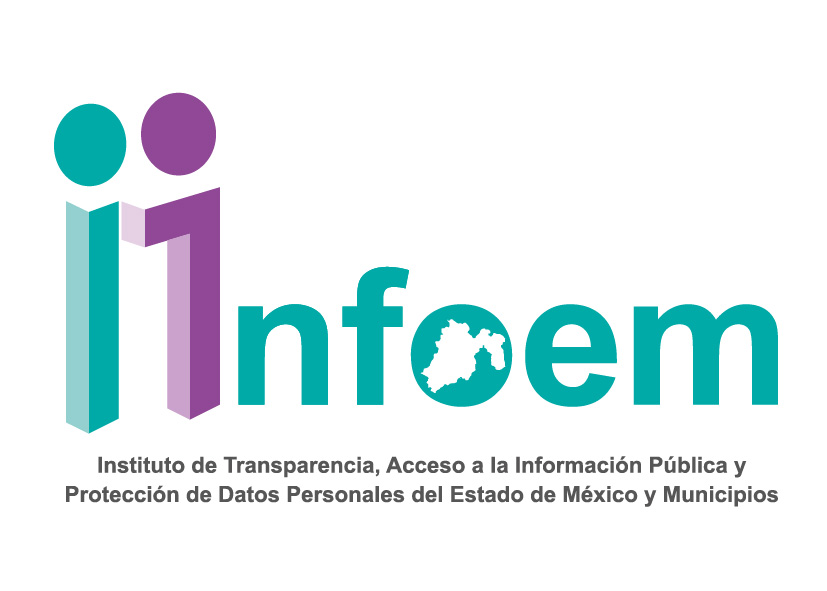 infoem
Instituto de Transparencia, Acceso a la Información Pública y
Protección de Datos Personales del Estado de México y Municipios